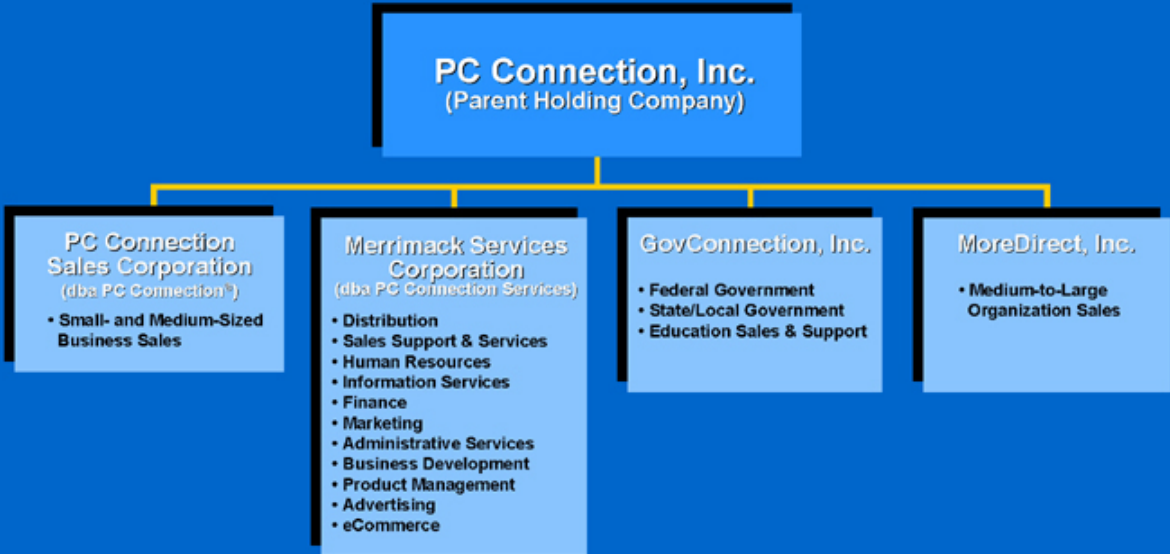 PC Connection, Inc.
(Parent Holding Company)
PC Connection
Sales Corporation
(dba PC Connection®)
• Small- and Medium-Sized
Business Sales
Merrimack Services
Corporation
(dba PC Connection Services)
• Distribution
• Sales Support & Services
• Human Resources
• Information Services
• Finance
• Marketing
• Administrative Services
• Business Development
• Product Management
• Advertising
• eCommerce
GovConnection, Inc.
• Federal Government
• State/Local Government
• Education Sales & Support
MoreDirect, Inc.
• Medium-to-Large
Organization Sales